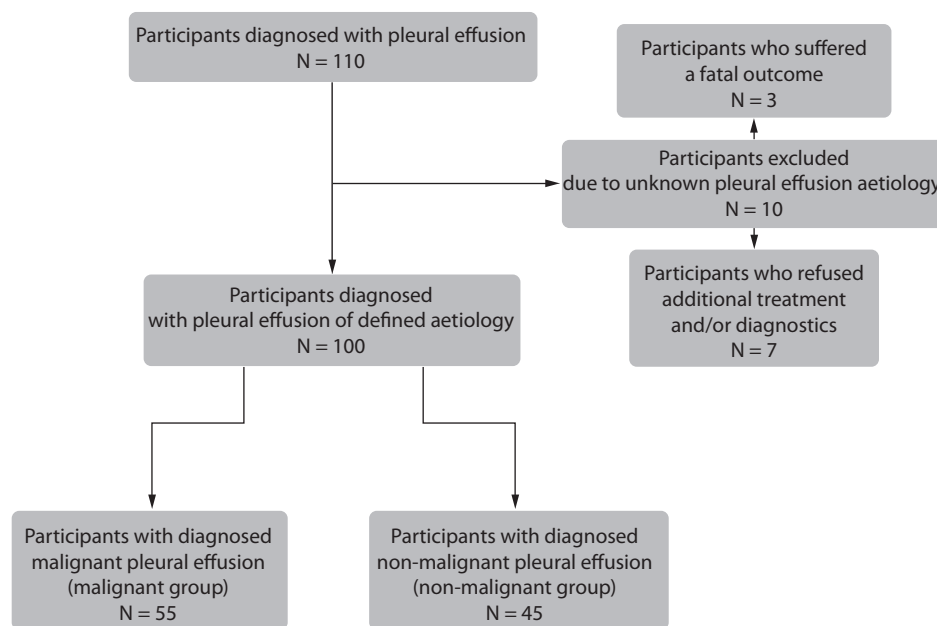 Participants diagnosed with pleural effusion
N = 110
Participants who suffered
a fatal outcome
N = 3
Participants excluded
due to unknown pleural effusion aetiology
N = 10
Participants who refused
additional treatment
and/or diagnostics
N = 7
Participants diagnosed
with pleural effusion of defined aetiology
N = 100
Participants with diagnosed
malignant pleural effusion
(malignant group)
N = 55
Participants with diagnosed
non-malignant pleural effusion
(non-malignant group)
N = 45